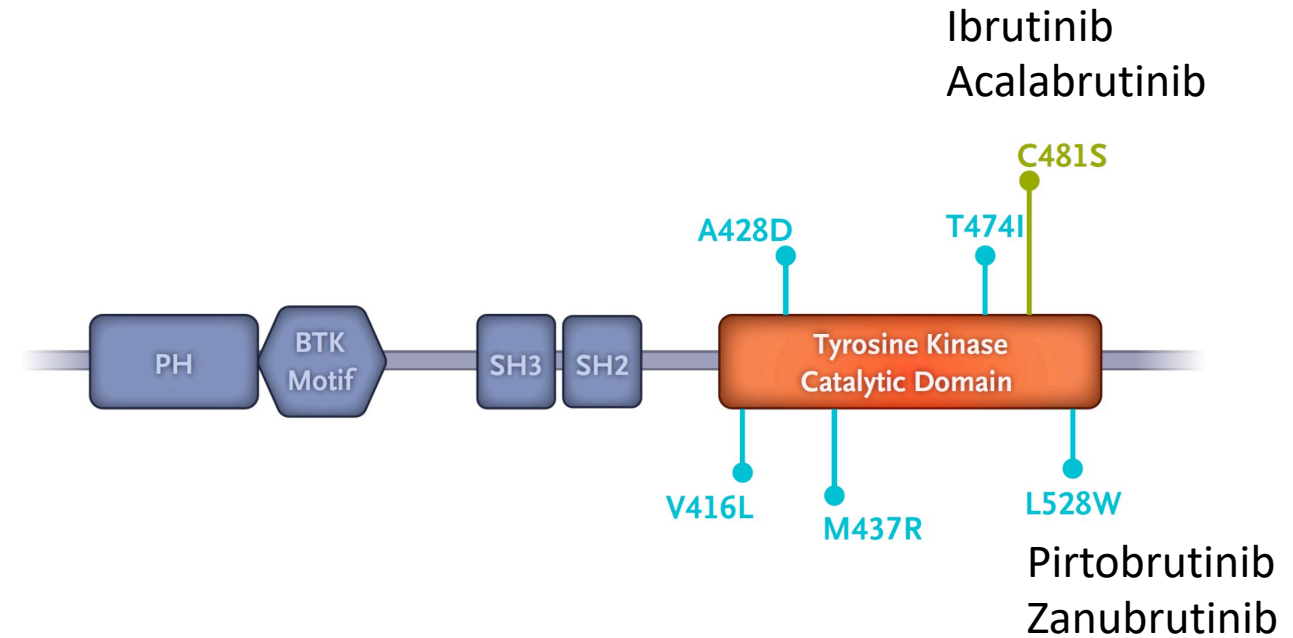 Ibrutinib
Acalabrutinib
C481S
A428D
T474I
PH
BTK
Motif
SH3
SH2
Tyrosine Kinase
Catalytic Domain
V416L
M437R
L528W
Pirtobrutinib
Zanubrutinib